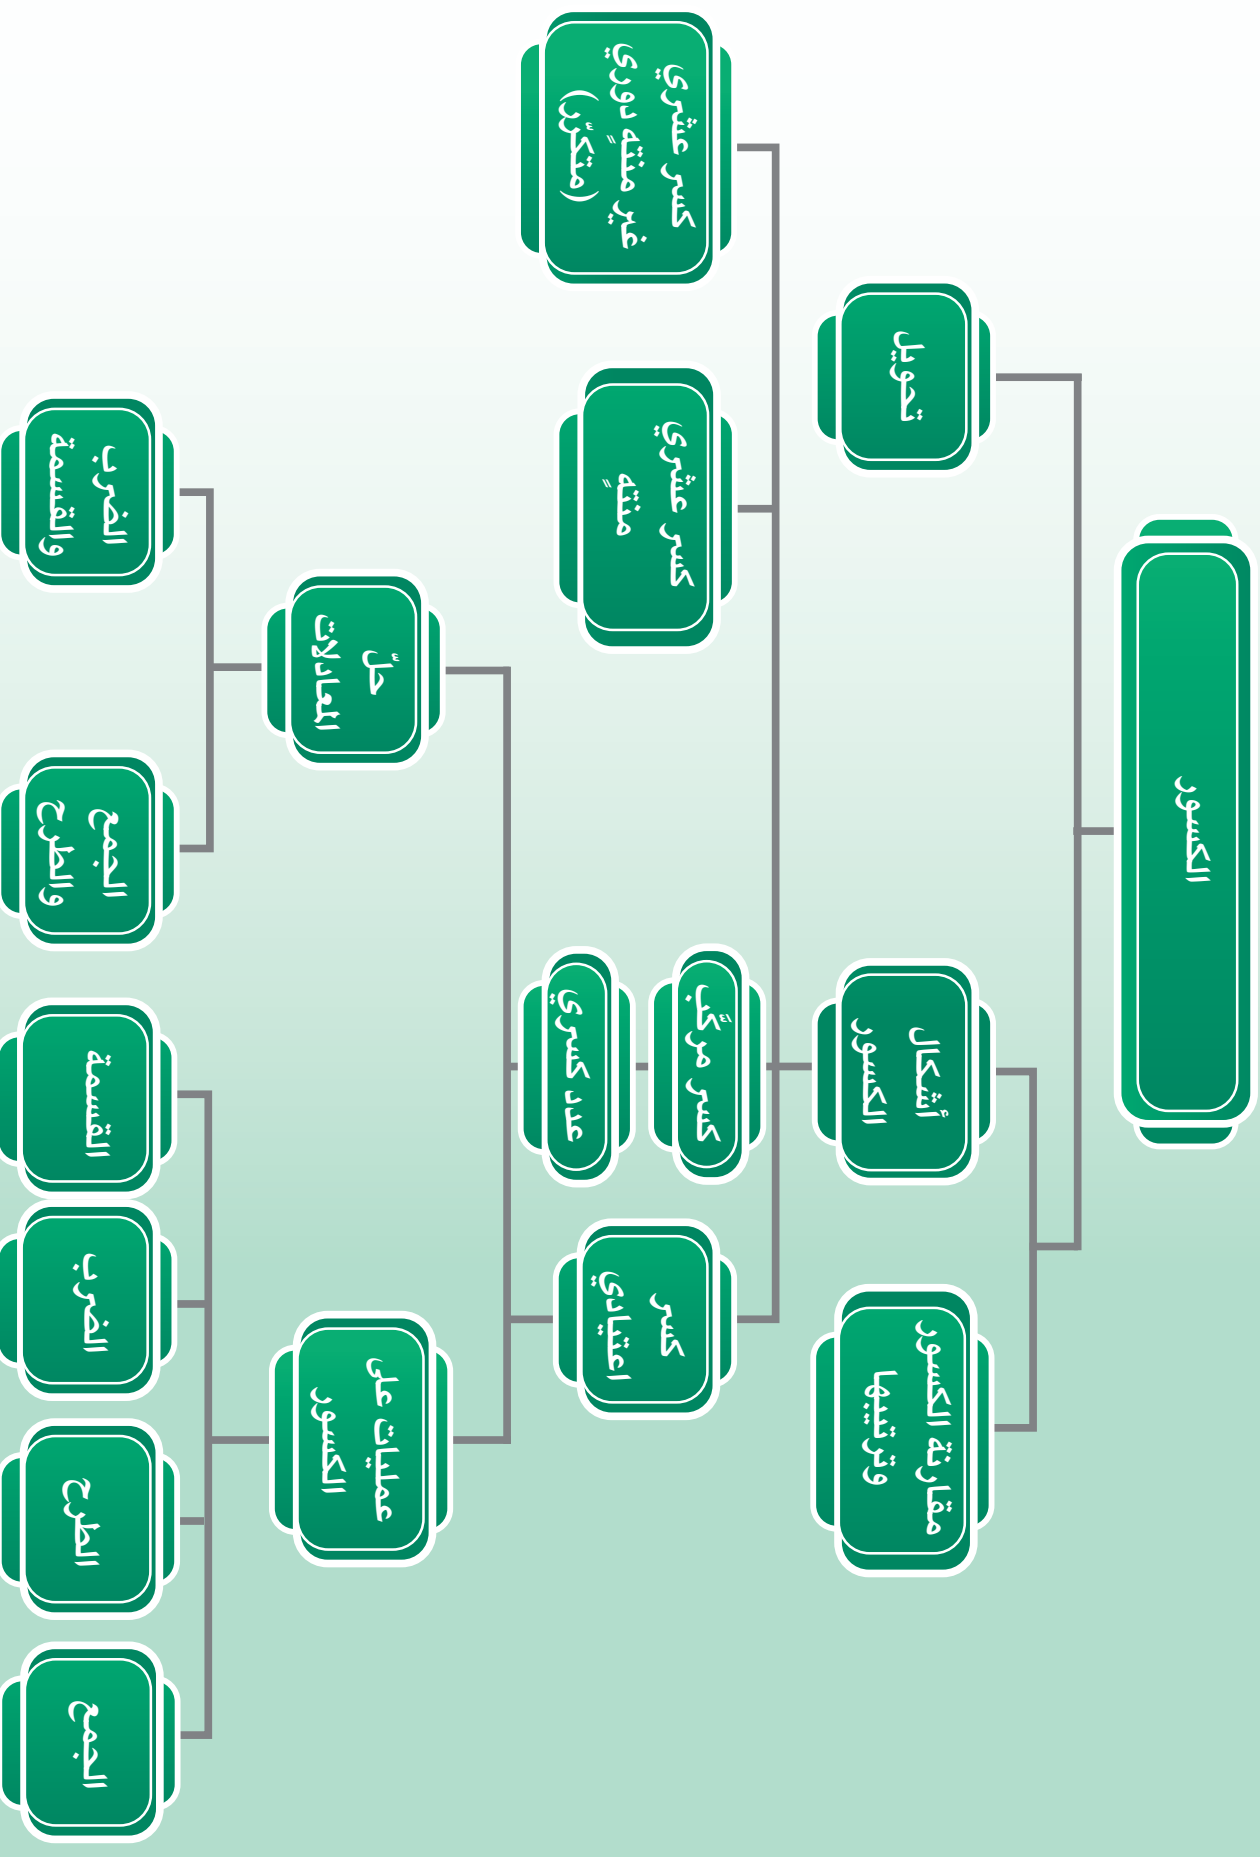 الكسور
مقارنة الكسور
وترتيبها
أشكال
الكسور
تحويل
كسر
اعتيادي
كسر مركّب
عدد كسري
كسر عشري
منتهٍ
كسر عشري
غير منتهٍ دوري
(متكرّر)
عمليات على
الكسور
حلّ
المعادلات
الجمع
الطرح
الضرب
القسمة
الجمع
والطرح
الضرب
والقسمة